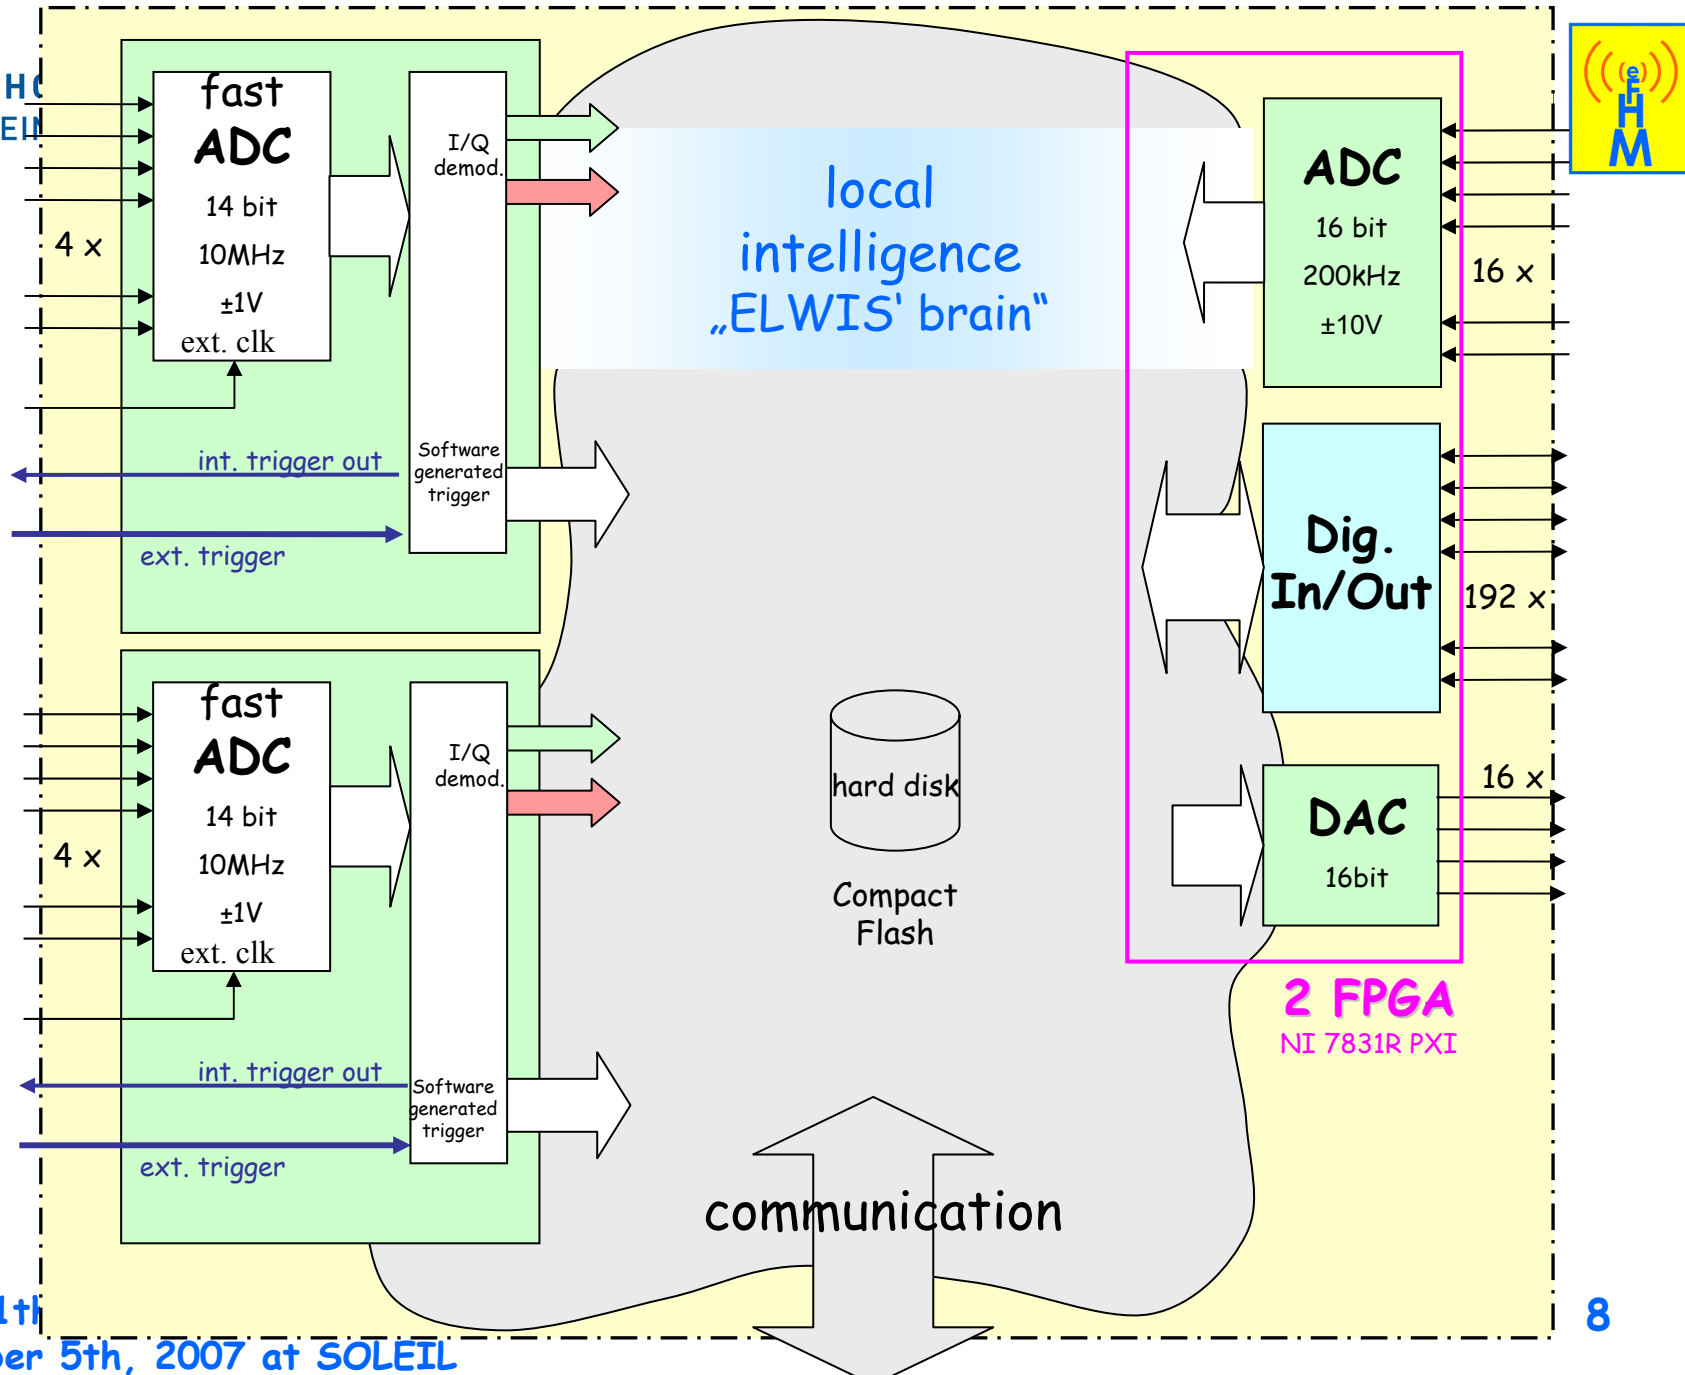 fast
ADC
14 bit
10MHz
±1V
ext. clk
4 x
I/Q
demod.
Software
generated
trigger
int. trigger out
ext. trigger
local
intelligence
„ELWIS‘ brain“
ADC
16 bit
200kHz
±10V
16 x
(e)
F
H
M
Dig.
In/Out
192 x
fast
ADC
14 bit
10MHz
±1V
ext. clk
4 x
I/Q
demod.
Software
generated
trigger
int. trigger out
ext. trigger
hard disk
Compact
Flash
DAC
16bit
16 x
2 FPGA
NI 7831R PXI
communication
5th, 2007 at SOLEIL
8